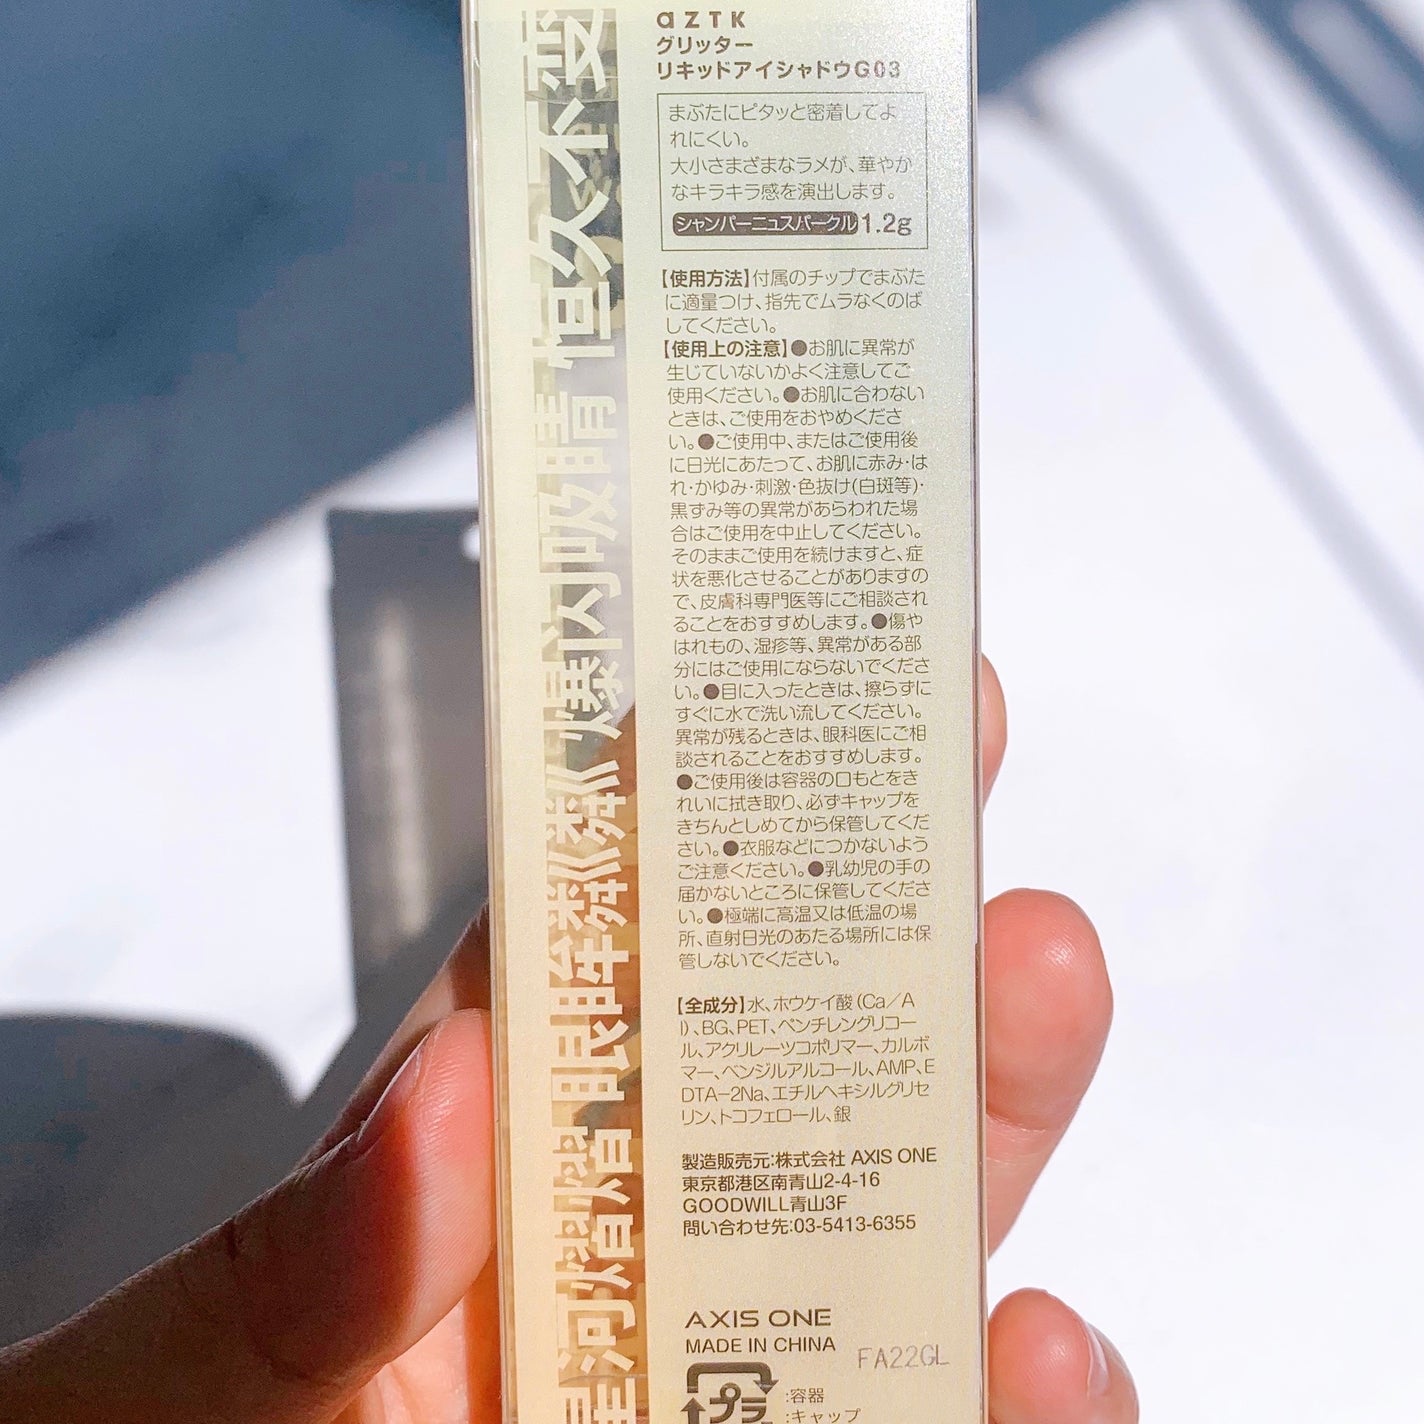 aZTK
グリッター
リキッドアイシャドウG03
まぶたにピタッと密着してよ
れにくい。
大小さまざまなラメが、華やか
なキラキラ感を演出します。
シャンパーニュスパークル1.2g
【使用方法】付属のチップでまぶた
に適量つけ、指先でムラなくのば
してください。
【使用上の注意】●お肌に異常が
生じていないかよく注意してご
使用ください。●お肌に合わない
ときは、ご使用をおやめくださ
い。●ご使用中、またはご使用後
に日光にあたって、お肌に赤み・は
れ・かゆみ・刺激・色抜け(白斑等)・
黒ずみ等の異常があらわれた場
合はご使用を中止してください。
そのままご使用を続けますと、症
状を悪化させることがありますの
で、皮膚科専門医等にご相談され
ることをおすすめします。●傷や
はれもの、湿疹等、異常がある部
分にはご使用にならないでくださ
い。●目に入ったときは、擦らずに
すぐに水で洗い流してください。
異常が残るときは、眼科医にご相
談されることをおすすめします。
●ご使用後は容器の口もとをき
れいに拭き取り、必ずキャップを
きちんとしめてから保管してくだ
さい。●衣服などにつかないよう
ご注意ください。●乳幼児の手の
届かないところに保管してくださ
い。●極端に高温又は低温の場
所、直射日光のあたる場所には保
管しないでください。
【全成分】水、ホウケイ酸(Ca/A
l)、BG、PET、ペンチレングリコー
ル、アクリレーツコポリマー、カルボ
マー、ベンジルアルコール、AMP、E
DTA-2Na、エチルヘキシルグリセ
リン、トコフェロール、銀
製造販売元:株式会社 AXIS ONE
東京都港区南青山2-4-16
GOODWILL青山3F
問い合わせ先:03-5413-6355
AXIS ONE
MADE IN CHINA
FA22GL
プラ
:容器
:キャップ
恒久不变
爆闪吸睛
眼眸粼粼
星河熠熠